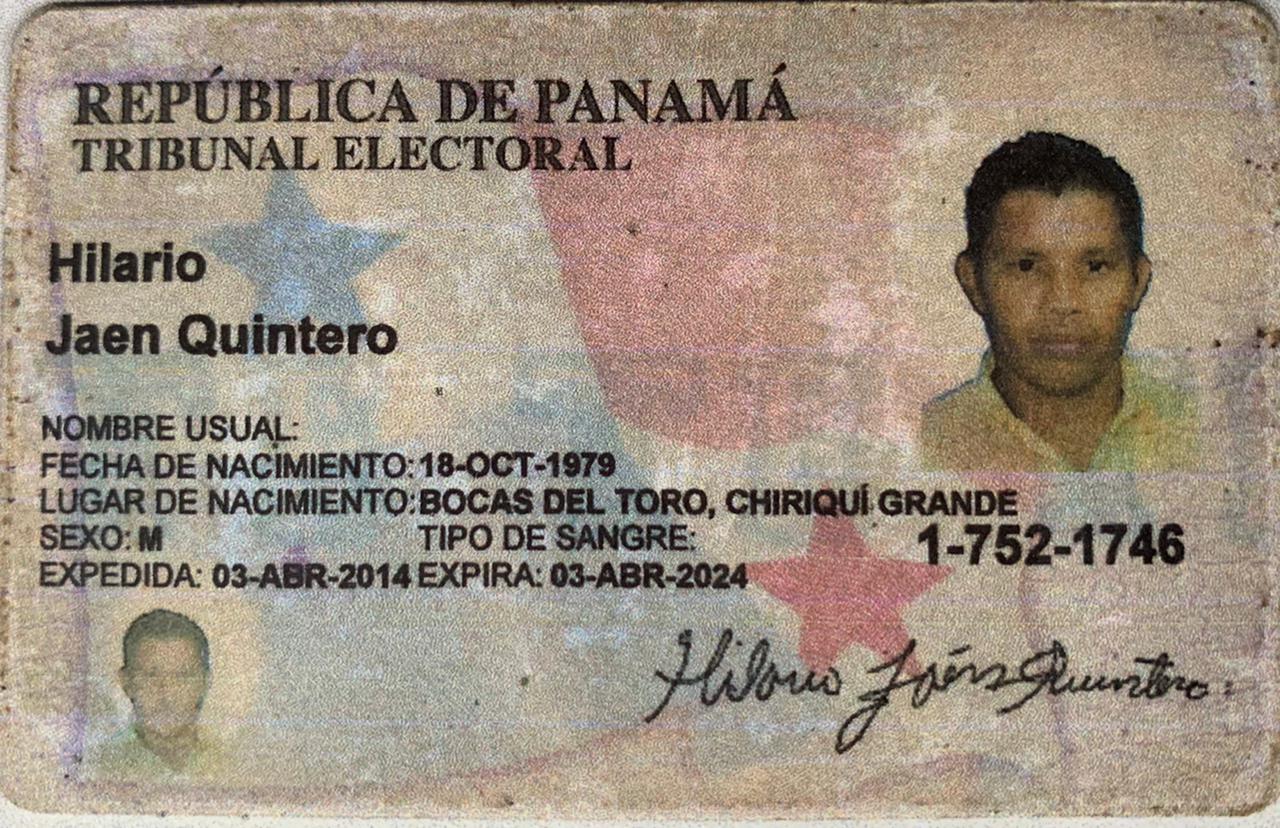 REPÚBLICA DE PANAMÁ
TRIBUNAL ELECTORAL
Hilario
Jaen Quintero
NOMBRE USUAL:
FECHA DE NACIMIENTO: 18-OCT-1979
LUGAR DE NACIMIENTO: BOCAS DEL TORO, CHIRIQUÍ GRANDE
SEXO: M TIPO DE SANGRE:
1-752-1746
EXPEDIDA: 03-ABR-2014 EXPIRA: 03-ABR-2024
Hilario Jaén Quintero